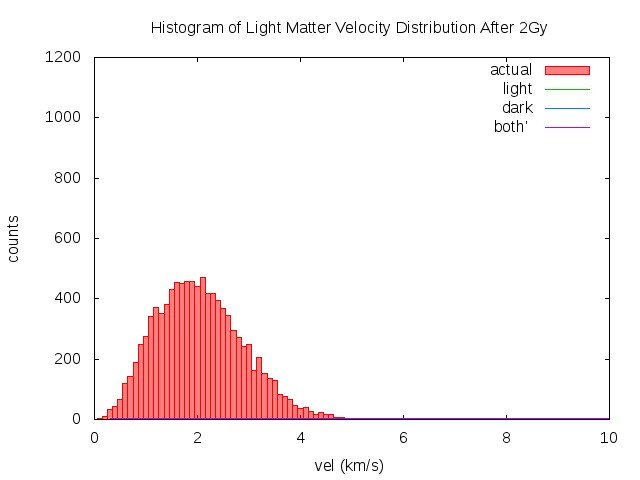 Histogram of Light Matter Velocity Distribution After 2Gy
1200
1000
800
600
400
200
0
counts
actual
light
dark
both'
0 2 4 6 8 10
vel (km/s)